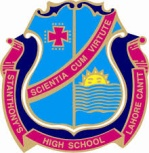 SCIENTIA CUM VIRTUTE
ST.ANTHONY'S
HIGH SCHOOL
LAHORE CANTT